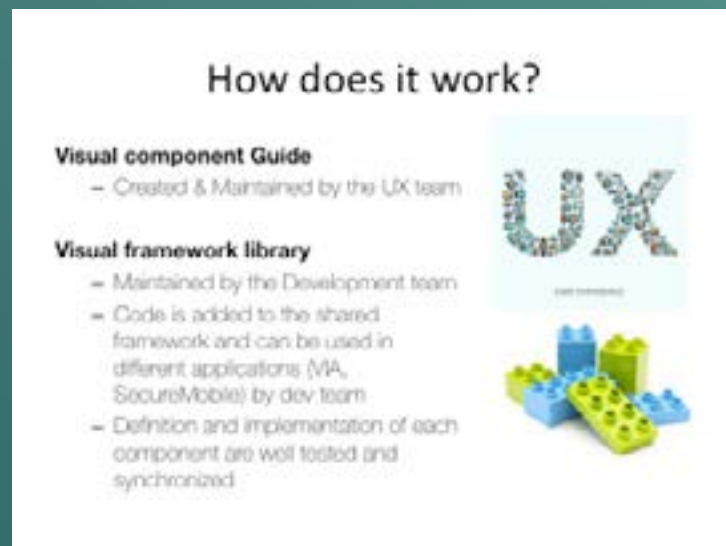 How does it work?
Visual component Guide
– Created & Maintained by the UX team
Visual framework library
– Maintained by the Development team
– Code is added to the shared
framework and can be used in
different applications (MA,
SecureMobile) by dev team
– Definition and implementation of each
component are well tested and
synchronized
UX
USER EXPERIENCE